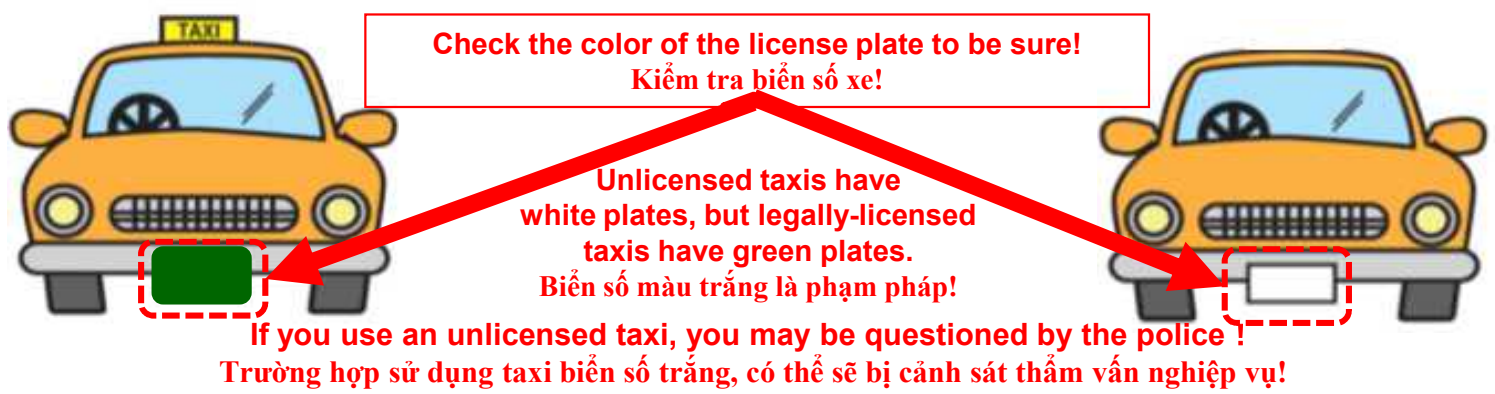 TAXI
Check the color of the license plate to be sure!
Kiểm tra biển số xe!
Unlicensed taxis have
white plates, but legally-licensed
taxis have green plates.
Biển số màu trắng là phạm pháp!
If you use an unlicensed taxi, you may be questioned by the police !
Trường hợp sử dụng taxi biển số trắng, có thể sẽ bị cảnh sát thẩm vấn nghiệp vụ!